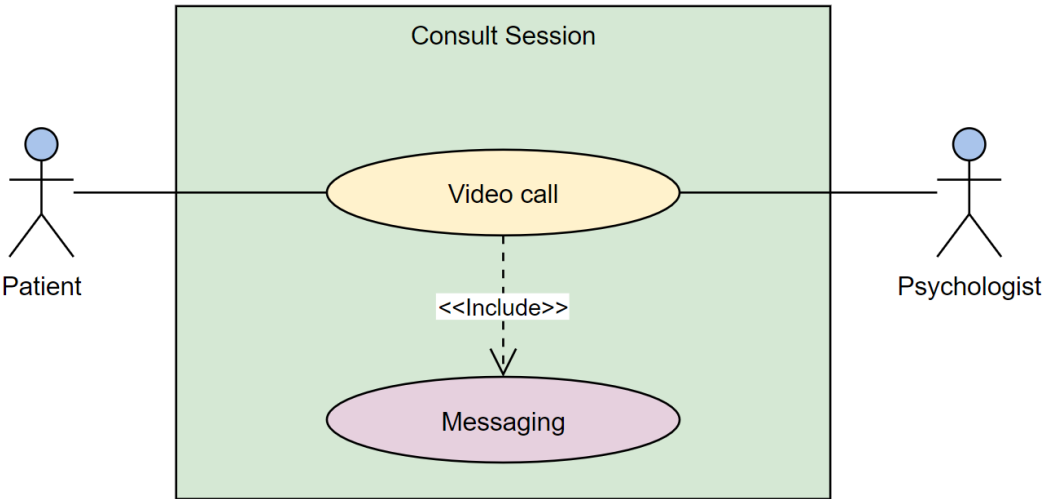 Consult Session
Video call
Patient
Psychologist
<<Include>>
Messaging